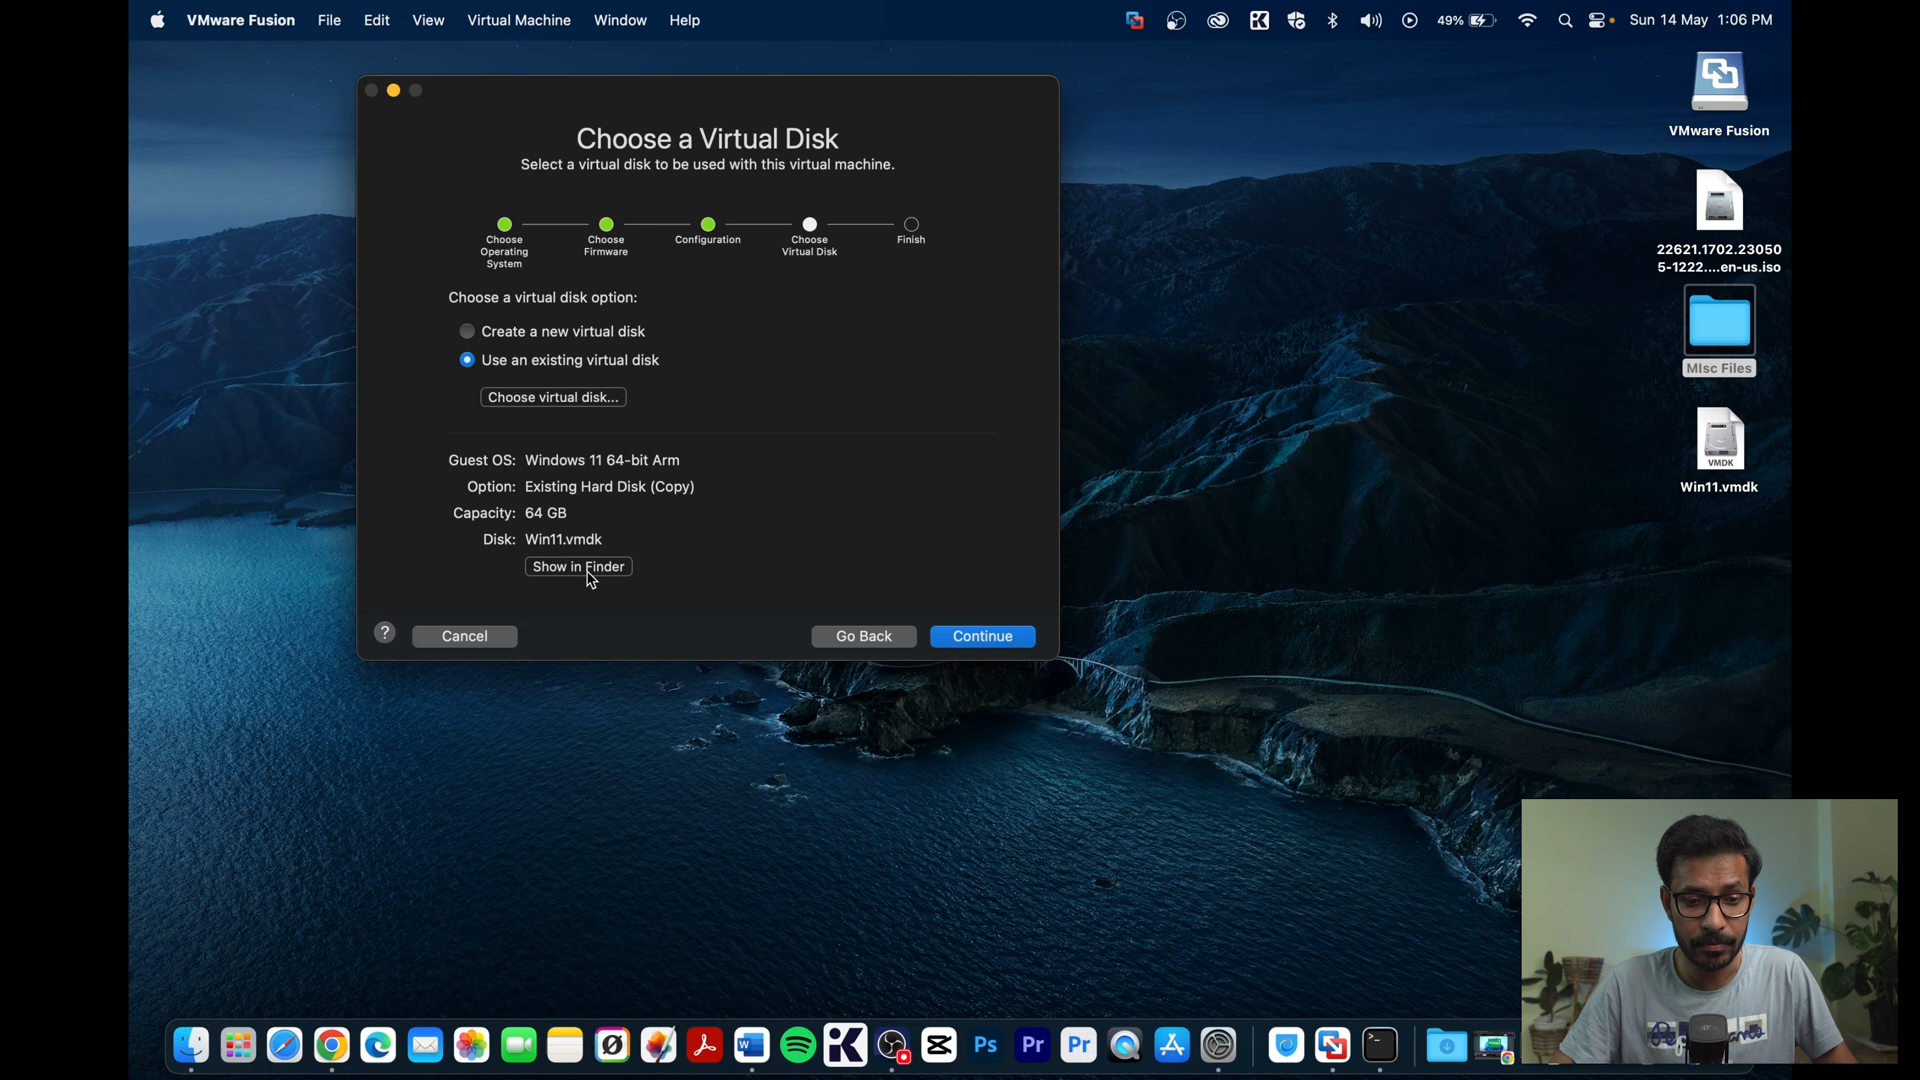 VMware Fusion File Edit View Virtual Machine Window Help 49% Sun 14 May 1:06 PM
Choose a Virtual Disk
Select a virtual disk to be used with this virtual machine.
Choose
Operating
System
Choose
Firmware
Configuration
Choose
Virtual Disk
Finish
Choose a virtual disk option:
Create a new virtual disk
Use an existing virtual disk
Choose virtual disk...
Guest OS: Windows 11 64-bit Arm
Option: Existing Hard Disk (Copy)
Capacity: 64 GB
Disk: Win11.vmdk
Show in Finder
? Cancel Go Back Continue
VMware Fusion
22621.1702.23050
5-1222....en-us.iso
MIsc Files
VMDK
Win11.vmdk
W Ps Pr Pr